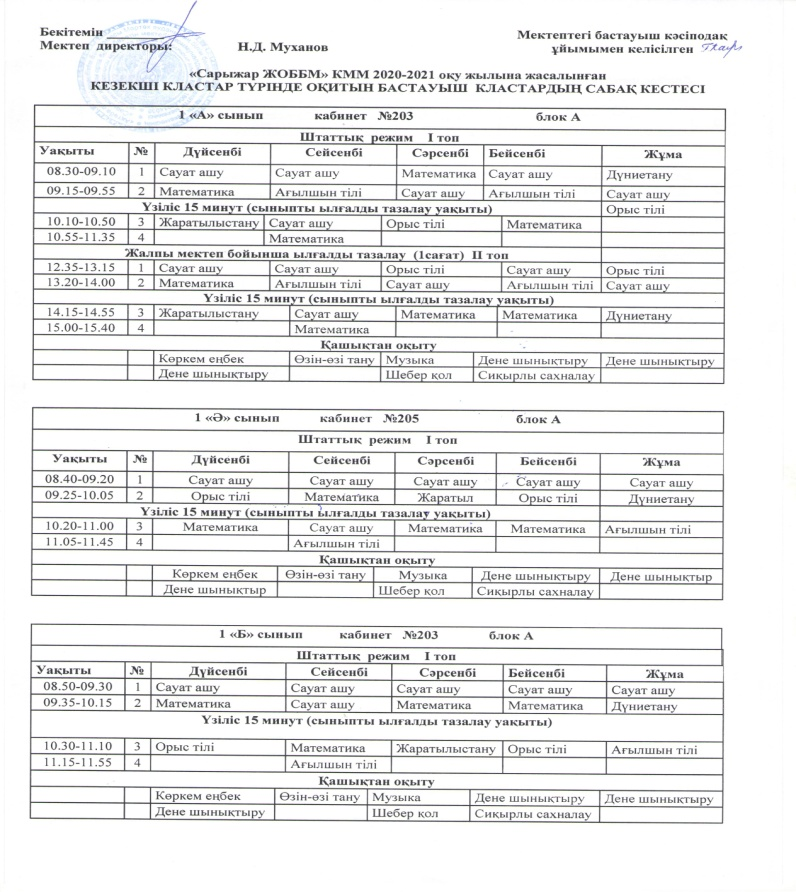 Бекітемін
Мектептегі бастауыш кәсіподақ
Мектеп директоры: Н.Д. Муханов ұйымымен келісілген
«Сарыжар ЖОББМ» КММ 2020-2021 оқу жылына жасалынған
КЕЗЕКШІ КЛАСТАР ТҮРІНДЕ ОҚИТЫН БАСТАУЫШ КЛАСТАРДЫҢ САБАҚ КЕСТЕСІ
1 «А» сынып кабинет №203 блок А
Штаттық режим I топ
Уақыты № Дүйсенбі Сейсенбі Сәрсенбі Бейсенбі Жұма
08.30-09.10 1 Сауат ашу Сауат ашу Математика Сауат ашу Дүниетану
09.15-09.55 2 Математика Ағылшын тілі Сауат ашу Ағылшын тілі Сауат ашу
Үзіліс 15 минут (сыныпты ылғалды тазалау уақыты) Орыс тілі
10.10-10.50 3 Жаратылыстану Сауат ашу Орыс тілі Математика
10.55-11.35 4 Математика
Жалпы мектеп бойынша ылғалды тазалау (1сағат) II топ
12.35-13.15 1 Сауат ашу Сауат ашу Орыс тілі Сауат ашу Орыс тілі
13.20-14.00 2 Математика Ағылшын тілі Сауат ашу Ағылшын тілі Сауат ашу
Үзіліс 15 минут (сыныпты ылғалды тазалау уақыты)
14.15-14.55 3 Жаратылыстану Сауат ашу Математика Математика Дүниетану
15.00-15.40 4 Математика
Қашықтан оқыту
Көркем еңбек Өзін-өзі тану Музыка Дене шынықтыру Дене шынықтыру
Дене шынықтыру Шебер қол Сиқырлы сахналау
1 «Ә» сынып кабинет №205 блок А
Штаттық режим I топ
Уақыты № Дүйсенбі Сейсенбі Сәрсенбі Бейсенбі Жұма
08.40-09.20 1 Сауат ашу Сауат ашу Сауат ашу Сауат ашу Сауат ашу
09.25-10.05 2 Орыс тілі Математика Жаратыл Орыс тілі Дүниетану
Үзіліс 15 минут (сыныпты ылғалды тазалау уақыты)
10.20-11.00 3 Математика Сауат ашу Математика Математика Ағылшын тілі
11.05-11.45 4 Ағылшын тілі
Қашықтан оқыту
Көркем еңбек Өзін-өзі тану Музыка Дене шынықтыру Дене шынықтыр
Дене шынықтыр Шебер қол Сиқырлы сахналау
1 «Б» сынып кабинет №203 блок А
Штаттық режим I топ
Уақыты № Дүйсенбі Сейсенбі Сәрсенбі Бейсенбі Жұма
08.50-09.30 1 Сауат ашу Сауат ашу Сауат ашу Сауат ашу Сауат ашу
09.35-10.15 2 Математика Сауат ашу Математика Математика Дүниетану
Үзіліс 15 минут (сыныпты ылғалды тазалау уақыты)
10.30-11.10 3 Орыс тілі Математика Жаратылыстану Орыс тілі Ағылшын тілі
11.15-11.55 4 Ағылшын тілі
Қашықтан оқыту
Көркем еңбек Өзін-өзі тану Музыка Дене шынықтыру Дене шынықтыру
Дене шынықтыру Шебер қол Сиқырлы сахналау